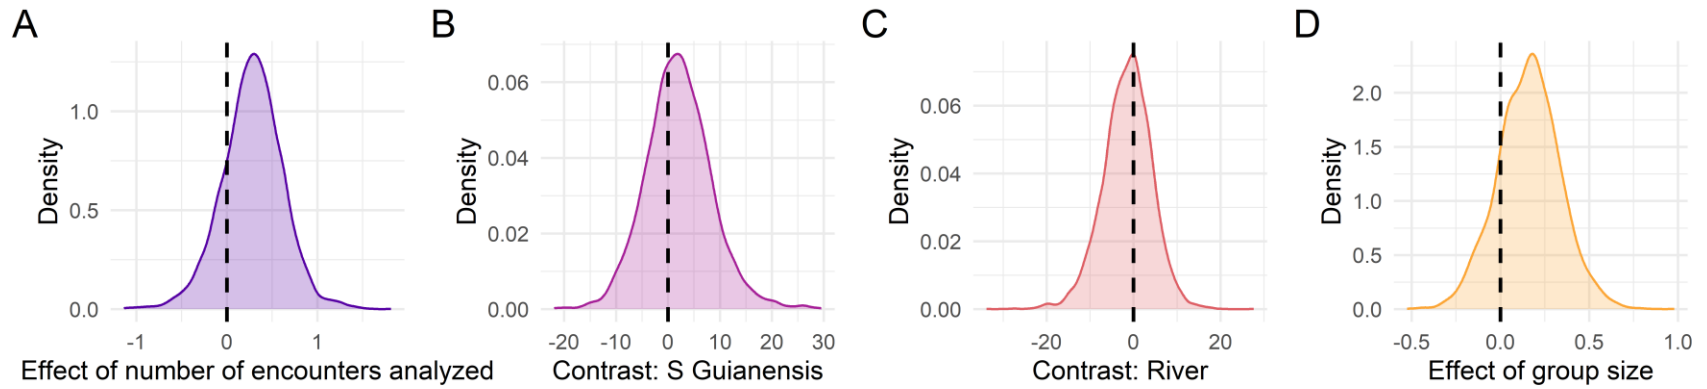 A
B
C
D
Density
1.0
0.5
0.0
-1
0
1
Effect of number of encounters analyzed
Density
0.06
0.04
0.02
0.00
-20
-10
0
10
20
30
Contrast: S Guianensis
Density
0.06
0.04
0.02
0.00
-20
0
20
Contrast: River
Density
2.0
1.5
1.0
0.5
0.0
-0.5
0.0
0.5
1.0
Effect of group size